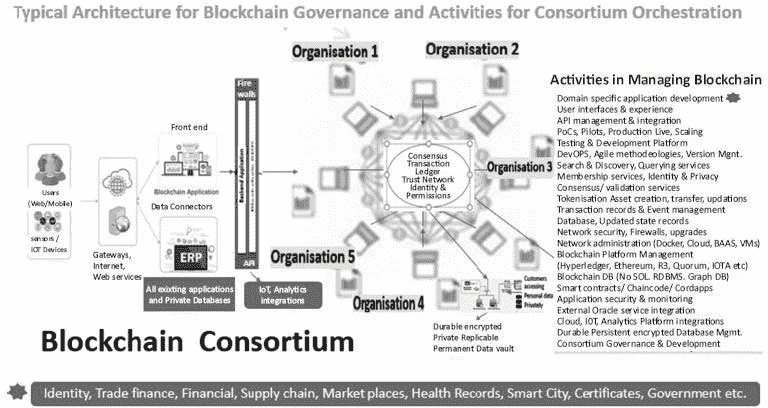 Typical Architecture for Blockchain Governance and Activities for Consortium Orchestration
Organisation 1
Organisation 2
Organisation 3
Organisation 4
Organisation 5
Users
(Web/Mobile)
sensors /
IOT Devices
Gateways,
Internet,
Web services
Front end
Blockchain Application
Data Connectors
ERP
All existing applications
and Private Databases
Fire
walls
Backend Application
API
IoT, Analytics
integrations
Consensus
Transaction
Ledger
Trust Network
Identity &
Permissions
Customers
accessing
Personal data
Privately
Durable encrypted
Private Replicable
Permanent Data vault
Blockchain Consortium
Activities in Managing Blockchain
Domain specific application development
User interfaces & experience
API management & integration
PoCs, Pilots, Production Live, Scaling
Testing & Development Platform
DevOPS, Agile methodeologies, Version Mgnt.
Search & Discovery, Querying services
Membership services, Identity & Privacy
Consensus/ validation services
Tokenisation Asset creation, transfer, updations
Transaction records & Event management
Database, Updated state records
Network security, Firewalls, upgrades
Network administration (Docker, Cloud, BAAS, VMs)
Blockchain Platform Management
(Hyperledger, Ethereum, R3, Quorum, IOTA etc)
Blockchain DB (No SOL. RDBMS. Graph DB)
Smart contracts/ Chaincode/ Cordapps
Application security & monitoring
External Oracle service integration
Cloud, IOT, Analytics Platform integrations
Durable Persistent encrypted Database Mgmt.
Consortium Governance & Development
Identity, Trade finance, Financial, Supply chain, Market places, Health Records, Smart City, Certificates, Government etc.